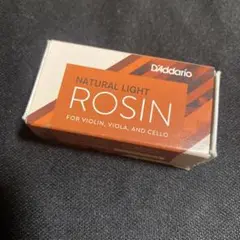 D'Addario
NATURAL LIGHT
ROSIN
FOR VIOLIN, VIOLA, AND CELLO